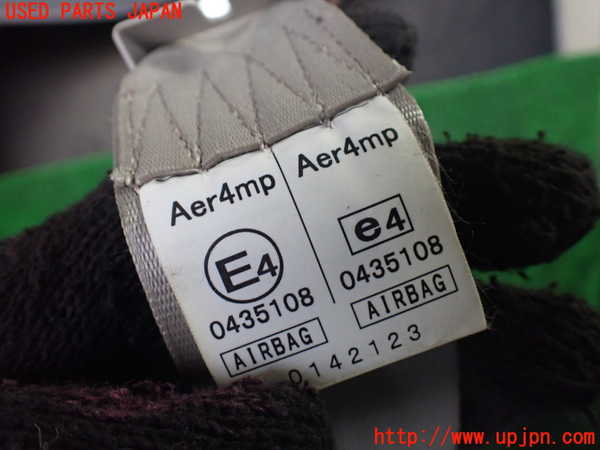 USED PARTS JAPAN
Aer4mp
E4
0435108
AIRBAG
Aer4mp
e4
0435108
AIRBAG
0142123
http://www.upjpn.com/